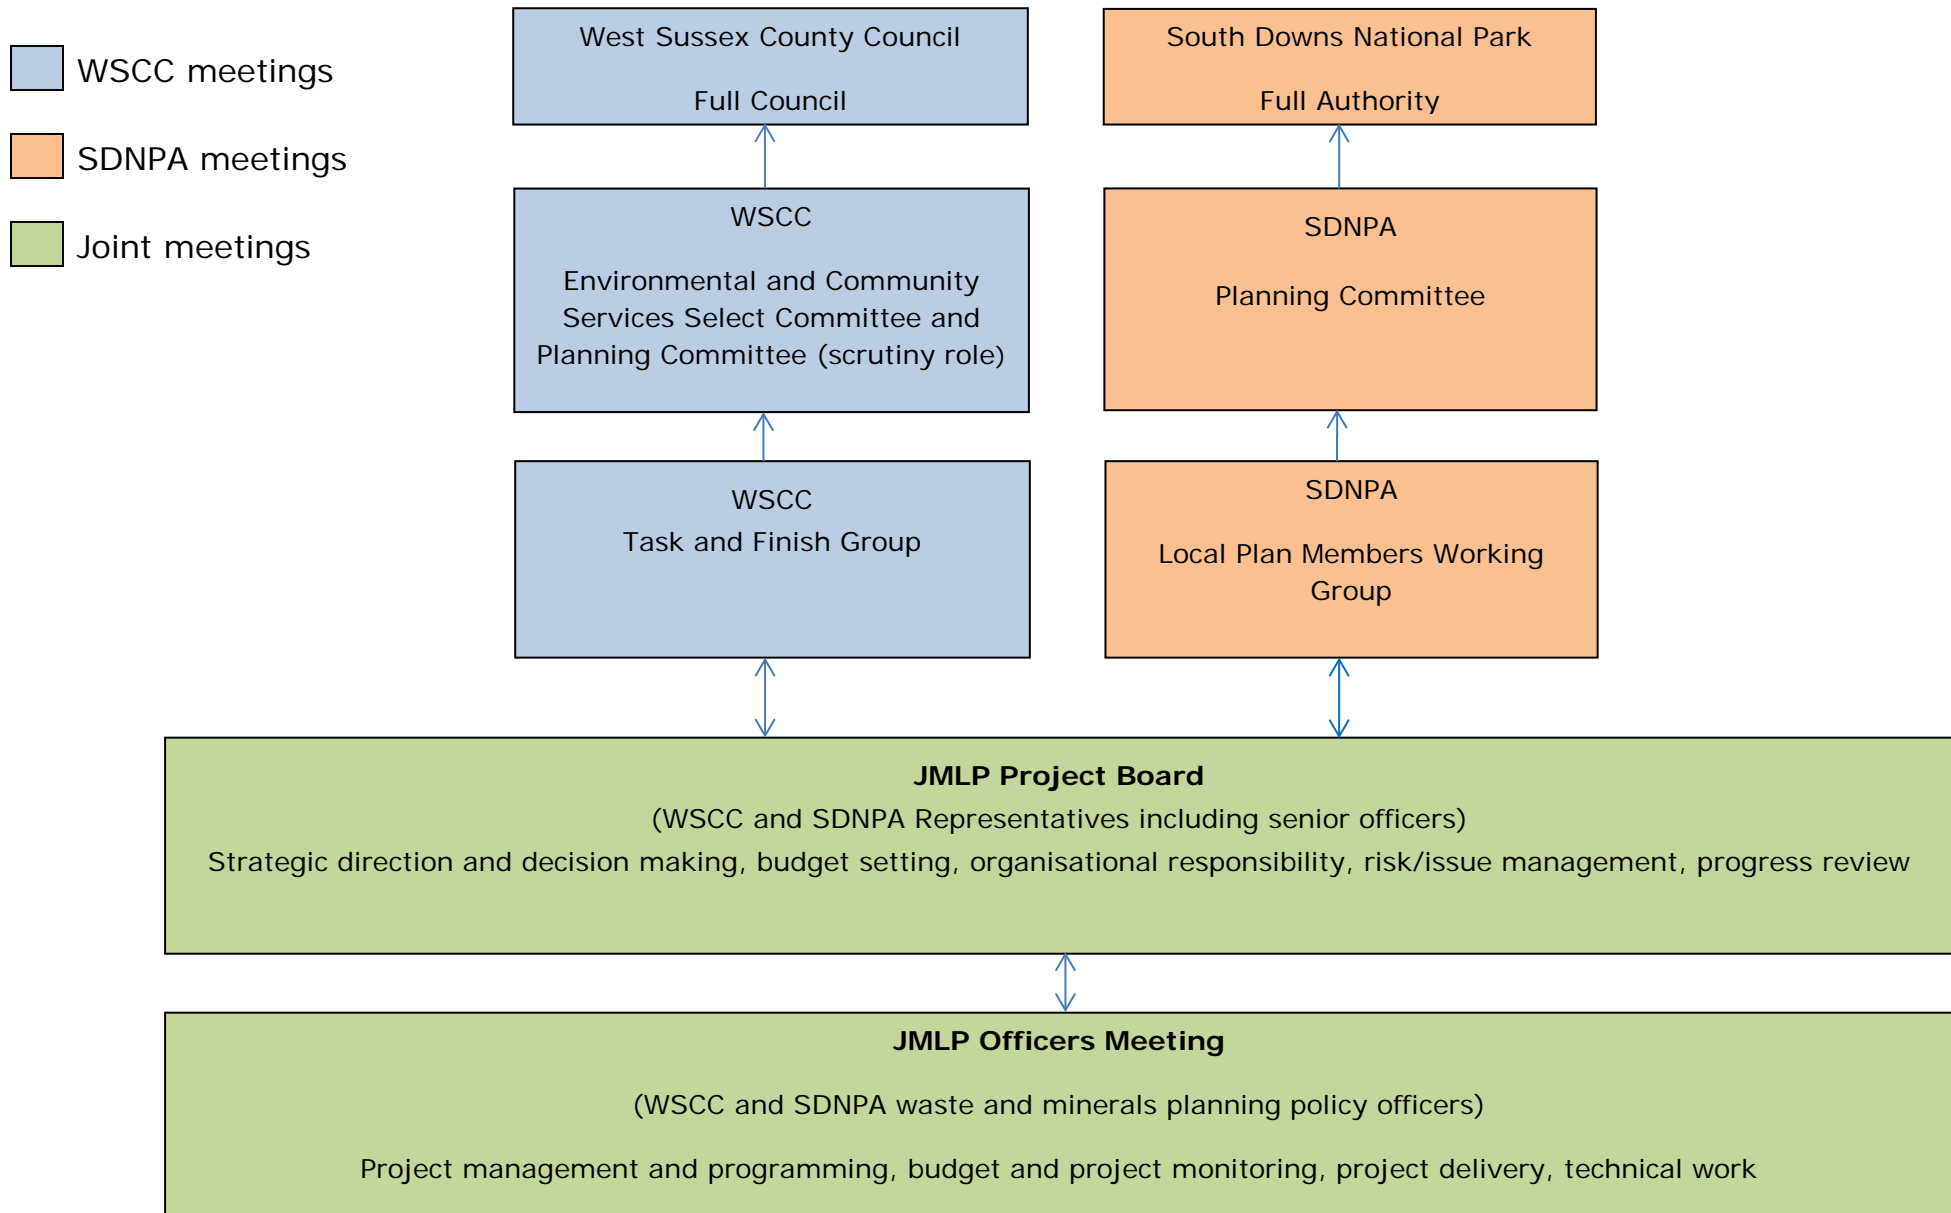 WSCC meetings
SDNPA meetings
Joint meetings
West Sussex County Council
Full Council
South Downs National Park
Full Authority
WSCC
Environmental and Community
Services Select Committee and
Planning Committee (scrutiny role)
SDNPA
Planning Committee
WSCC
Task and Finish Group
SDNPA
Local Plan Members Working
Group
JMLP Project Board
(WSCC and SDNPA Representatives including senior officers)
Strategic direction and decision making, budget setting, organisational responsibility, risk/issue management, progress review
JMLP Officers Meeting
(WSCC and SDNPA waste and minerals planning policy officers)
Project management and programming, budget and project monitoring, project delivery, technical work